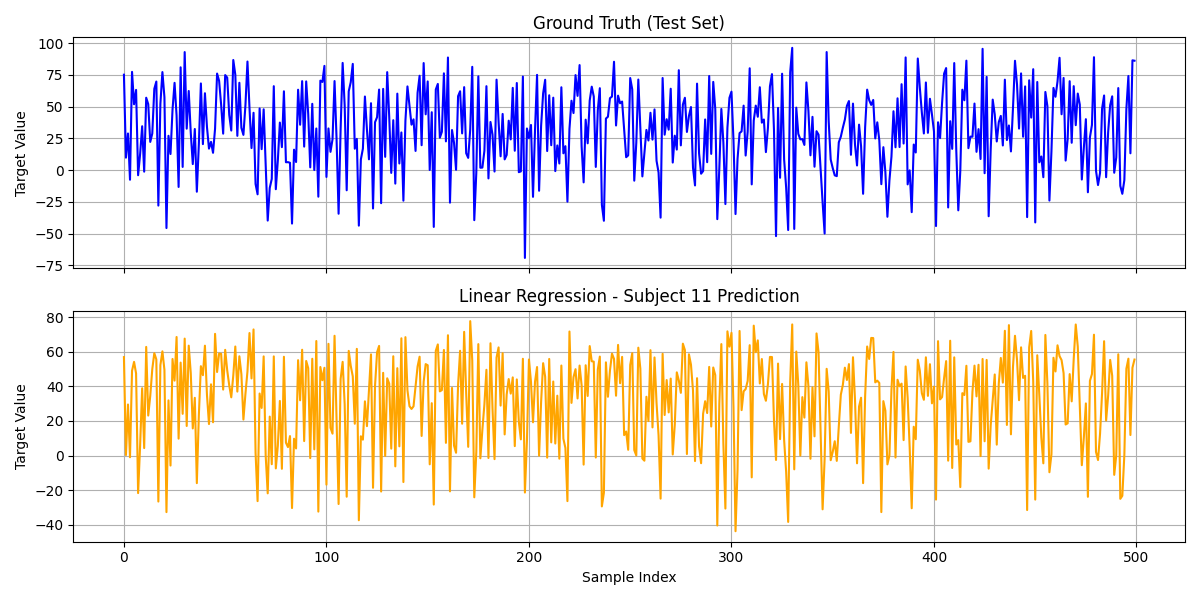 Ground Truth (Test Set)
Target Value
100
75
50
25
0
−25
−50
−75
Linear Regression - Subject 11 Prediction
Target Value
80
60
40
20
0
−20
−40
0 100 200 300 400 500
Sample Index